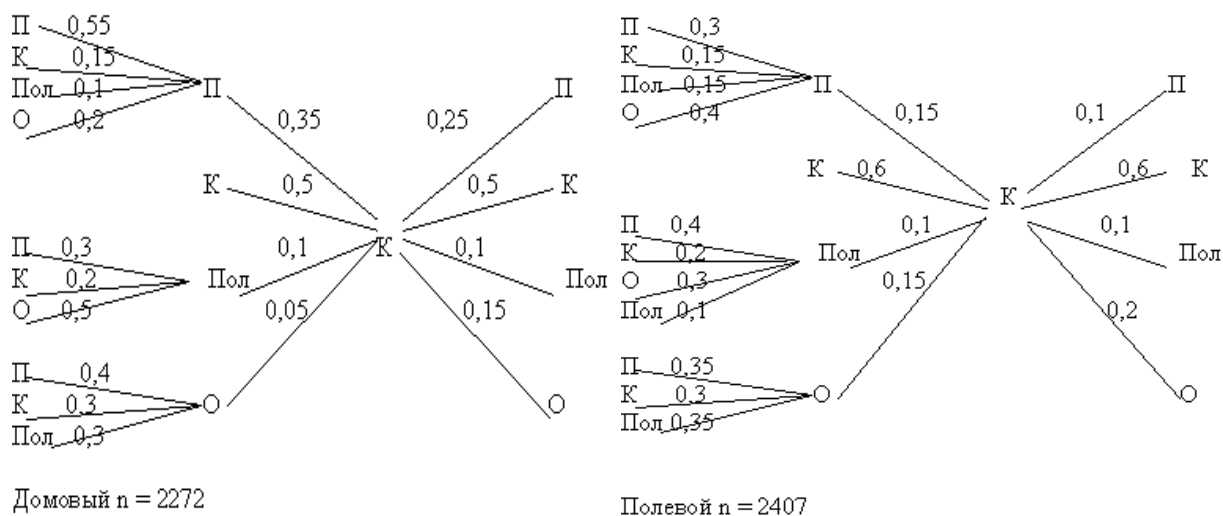 П 0,55
К 0,15
Пол 0,1
О 0,2
П
0,35
К 0,5
П 0,3
К 0,2
О 0,5
Пол
0,1
0,05
П 0,4
К 0,3
Пол 0,3
О
К
0,25 П
0,5 К
0,1 Пол
0,15 О
Домовый n = 2272
П 0,3
К 0,15
Пол 0,15
О 0,4
П
0,15
К 0,6
П 0,4
К 0,2
О 0,3
Пол 0,1
Пол
0,1
0,15
П 0,35
К 0,3
Пол 0,35
О
К
0,1 П
0,6 К
0,1 Пол
0,2 О
Полевой n = 2407